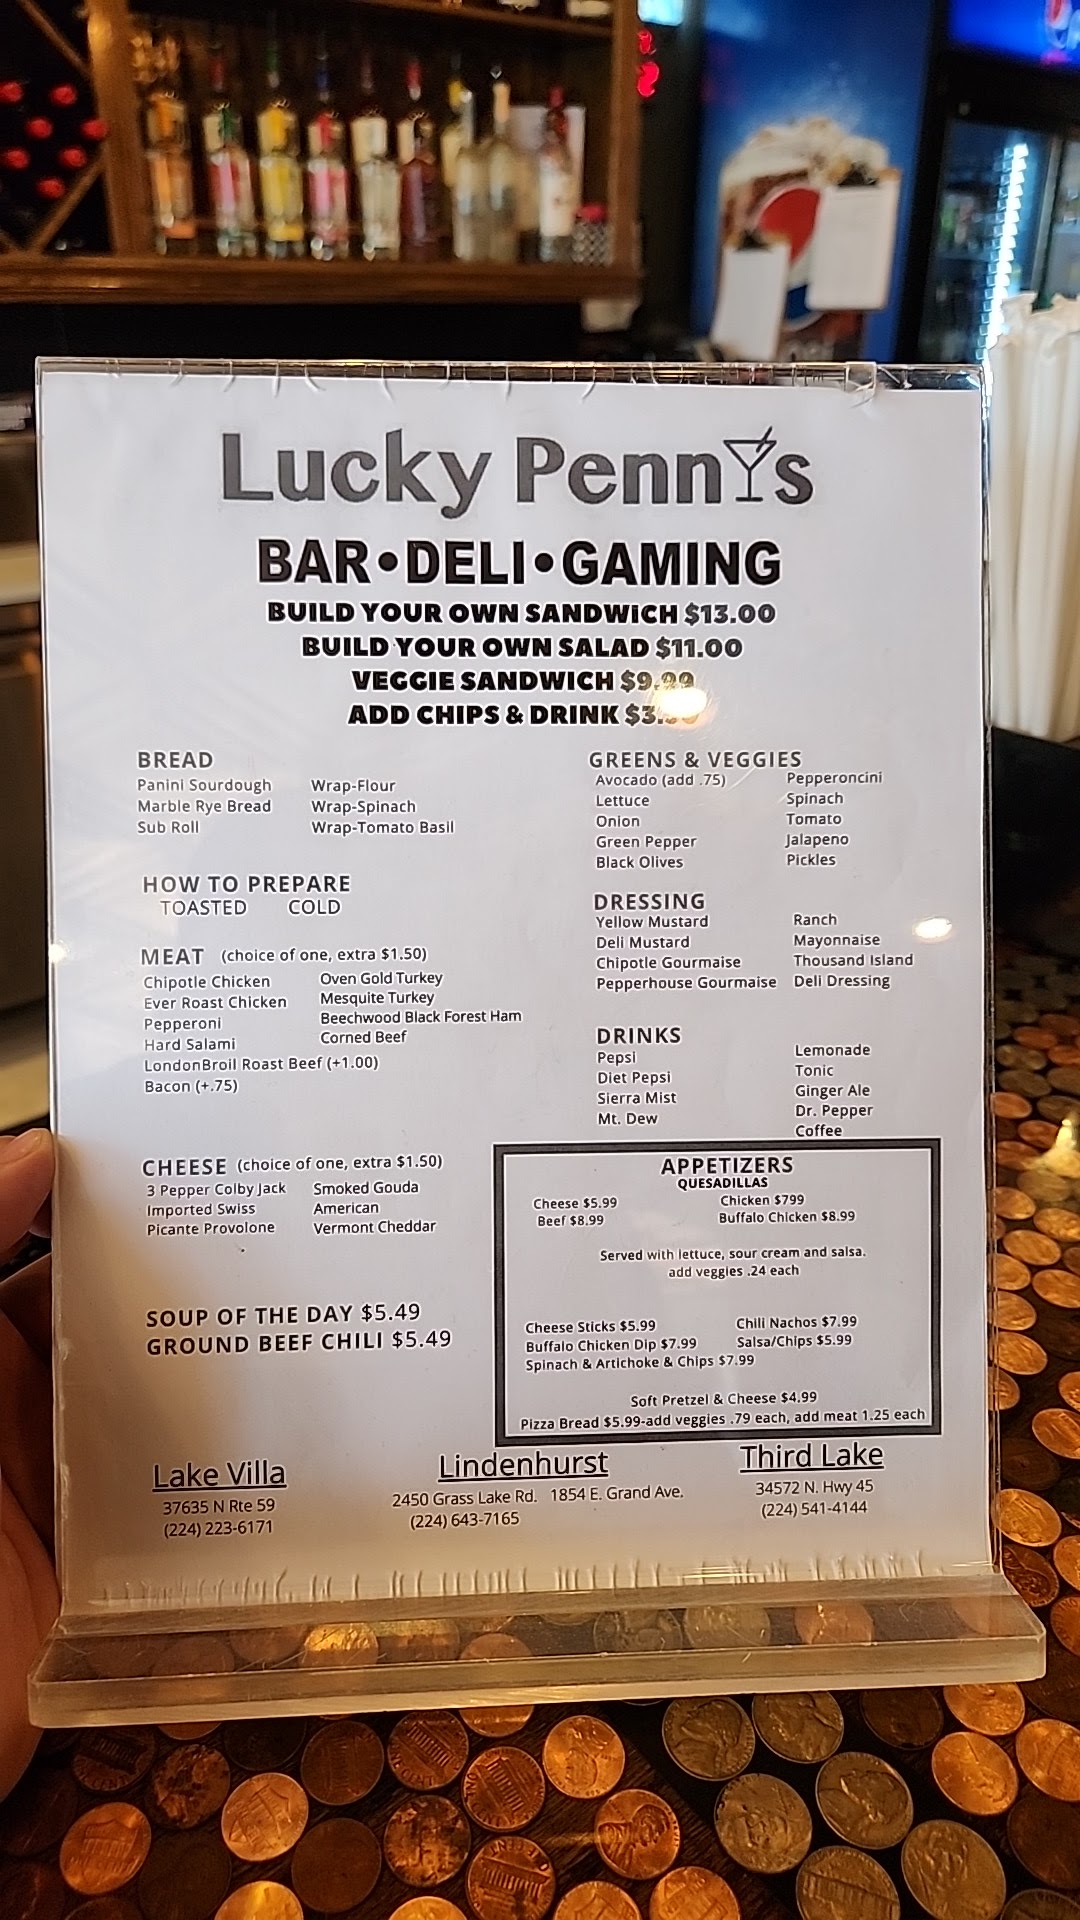 Lucky Penny's
BAR•DELI•GAMING
BUILD YOUR OWN SANDWiCH $13.00
BUILD YOUR OWN SALAD $11.00
VEGGIE SANDWICH $9.99
ADD CHIPS & DRINK
BREAD
Panini Sourdough Wrap-Flour
Marble Rye Bread Wrap-Spinach
Sub Roll Wrap-Tomato Basil
HOW TO PREPARE
TOASTED COLD
MEAT (choice of one, extra $1.50)
Chipotle Chicken Oven Gold Turkey
Ever Roast Chicken Mesquite Turkey
Pepperoni Beechwood Black Forest Ham
Hard Salami Corned Beef
LondonBroil Roast Beef (+1.00)
Bacon (+.75)
CHEESE (choice of one, extra $1.50)
3 Pepper Colby Jack Smoked Gouda
Imported Swiss American
Picante Provolone Vermont Cheddar
SOUP OF THE DAY $5.49
GROUND BEEF CHILI $5.49
GREENS & VEGGIES
Avocado (add .75) Pepperoncini
Lettuce Spinach
Onion Tomato
Green Pepper Jalapeno
Black Olives Pickles
DRESSING
Yellow Mustard Ranch
Deli Mustard Mayonnaise
Chipotle Gourmaise Thousand Island
Pepperhouse Gourmaise Deli Dressing
DRINKS
Pepsi Lemonade
Diet Pepsi Tonic
Sierra Mist Ginger Ale
Mt. Dew Dr. Pepper
Coffee
APPETIZERS
QUESADILLAS
Cheese $5.99 Chicken $799
Beef $8.99 Buffalo Chicken $8.99
Served with lettuce, sour cream and salsa.
add veggies .24 each
Cheese Sticks $5.99 Chili Nachos $7.99
Buffalo Chicken Dip $7.99 Salsa/Chips $5.99
Spinach & Artichoke & Chips $7.99
Soft Pretzel & Cheese $4.99
Pizza Bread $5.99-add veggies .79 each, add meat 1.25 each
Lake Villa
37635 N Rte 59
(224) 223-6171
Lindenhurst
2450 Grass Lake Rd. 1854 E. Grand Ave.
(224) 643-7165
Third Lake
34572 N. Hwy 45
(224) 541-4144